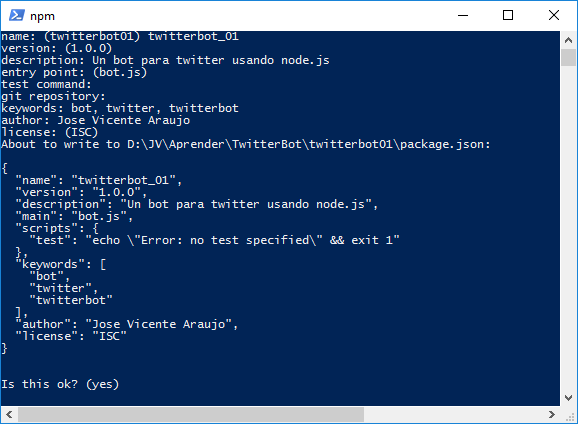 npm
name: (twitterbot01) twitterbot_01
version: (1.0.0)
description: Un bot para twitter usando node.js
entry point: (bot.js)
test command:
git repository:
keywords: bot, twitter, twitterbot
author: Jose Vicente Araujo
license: (ISC)
About to write to D:\JV\Aprender\TwitterBot\twitterbot01\package.json:
{
  "name": "twitterbot_01",
  "version": "1.0.0",
  "description": "Un bot para twitter usando node.js",
  "main": "bot.js",
  "scripts": {
    "test": "echo \"Error: no test specified\" && exit 1"
  },
  "keywords": [
    "bot",
    "twitter",
    "twitterbot"
  ],
  "author": "Jose Vicente Araujo",
  "license": "ISC"
}
Is this ok? (yes)